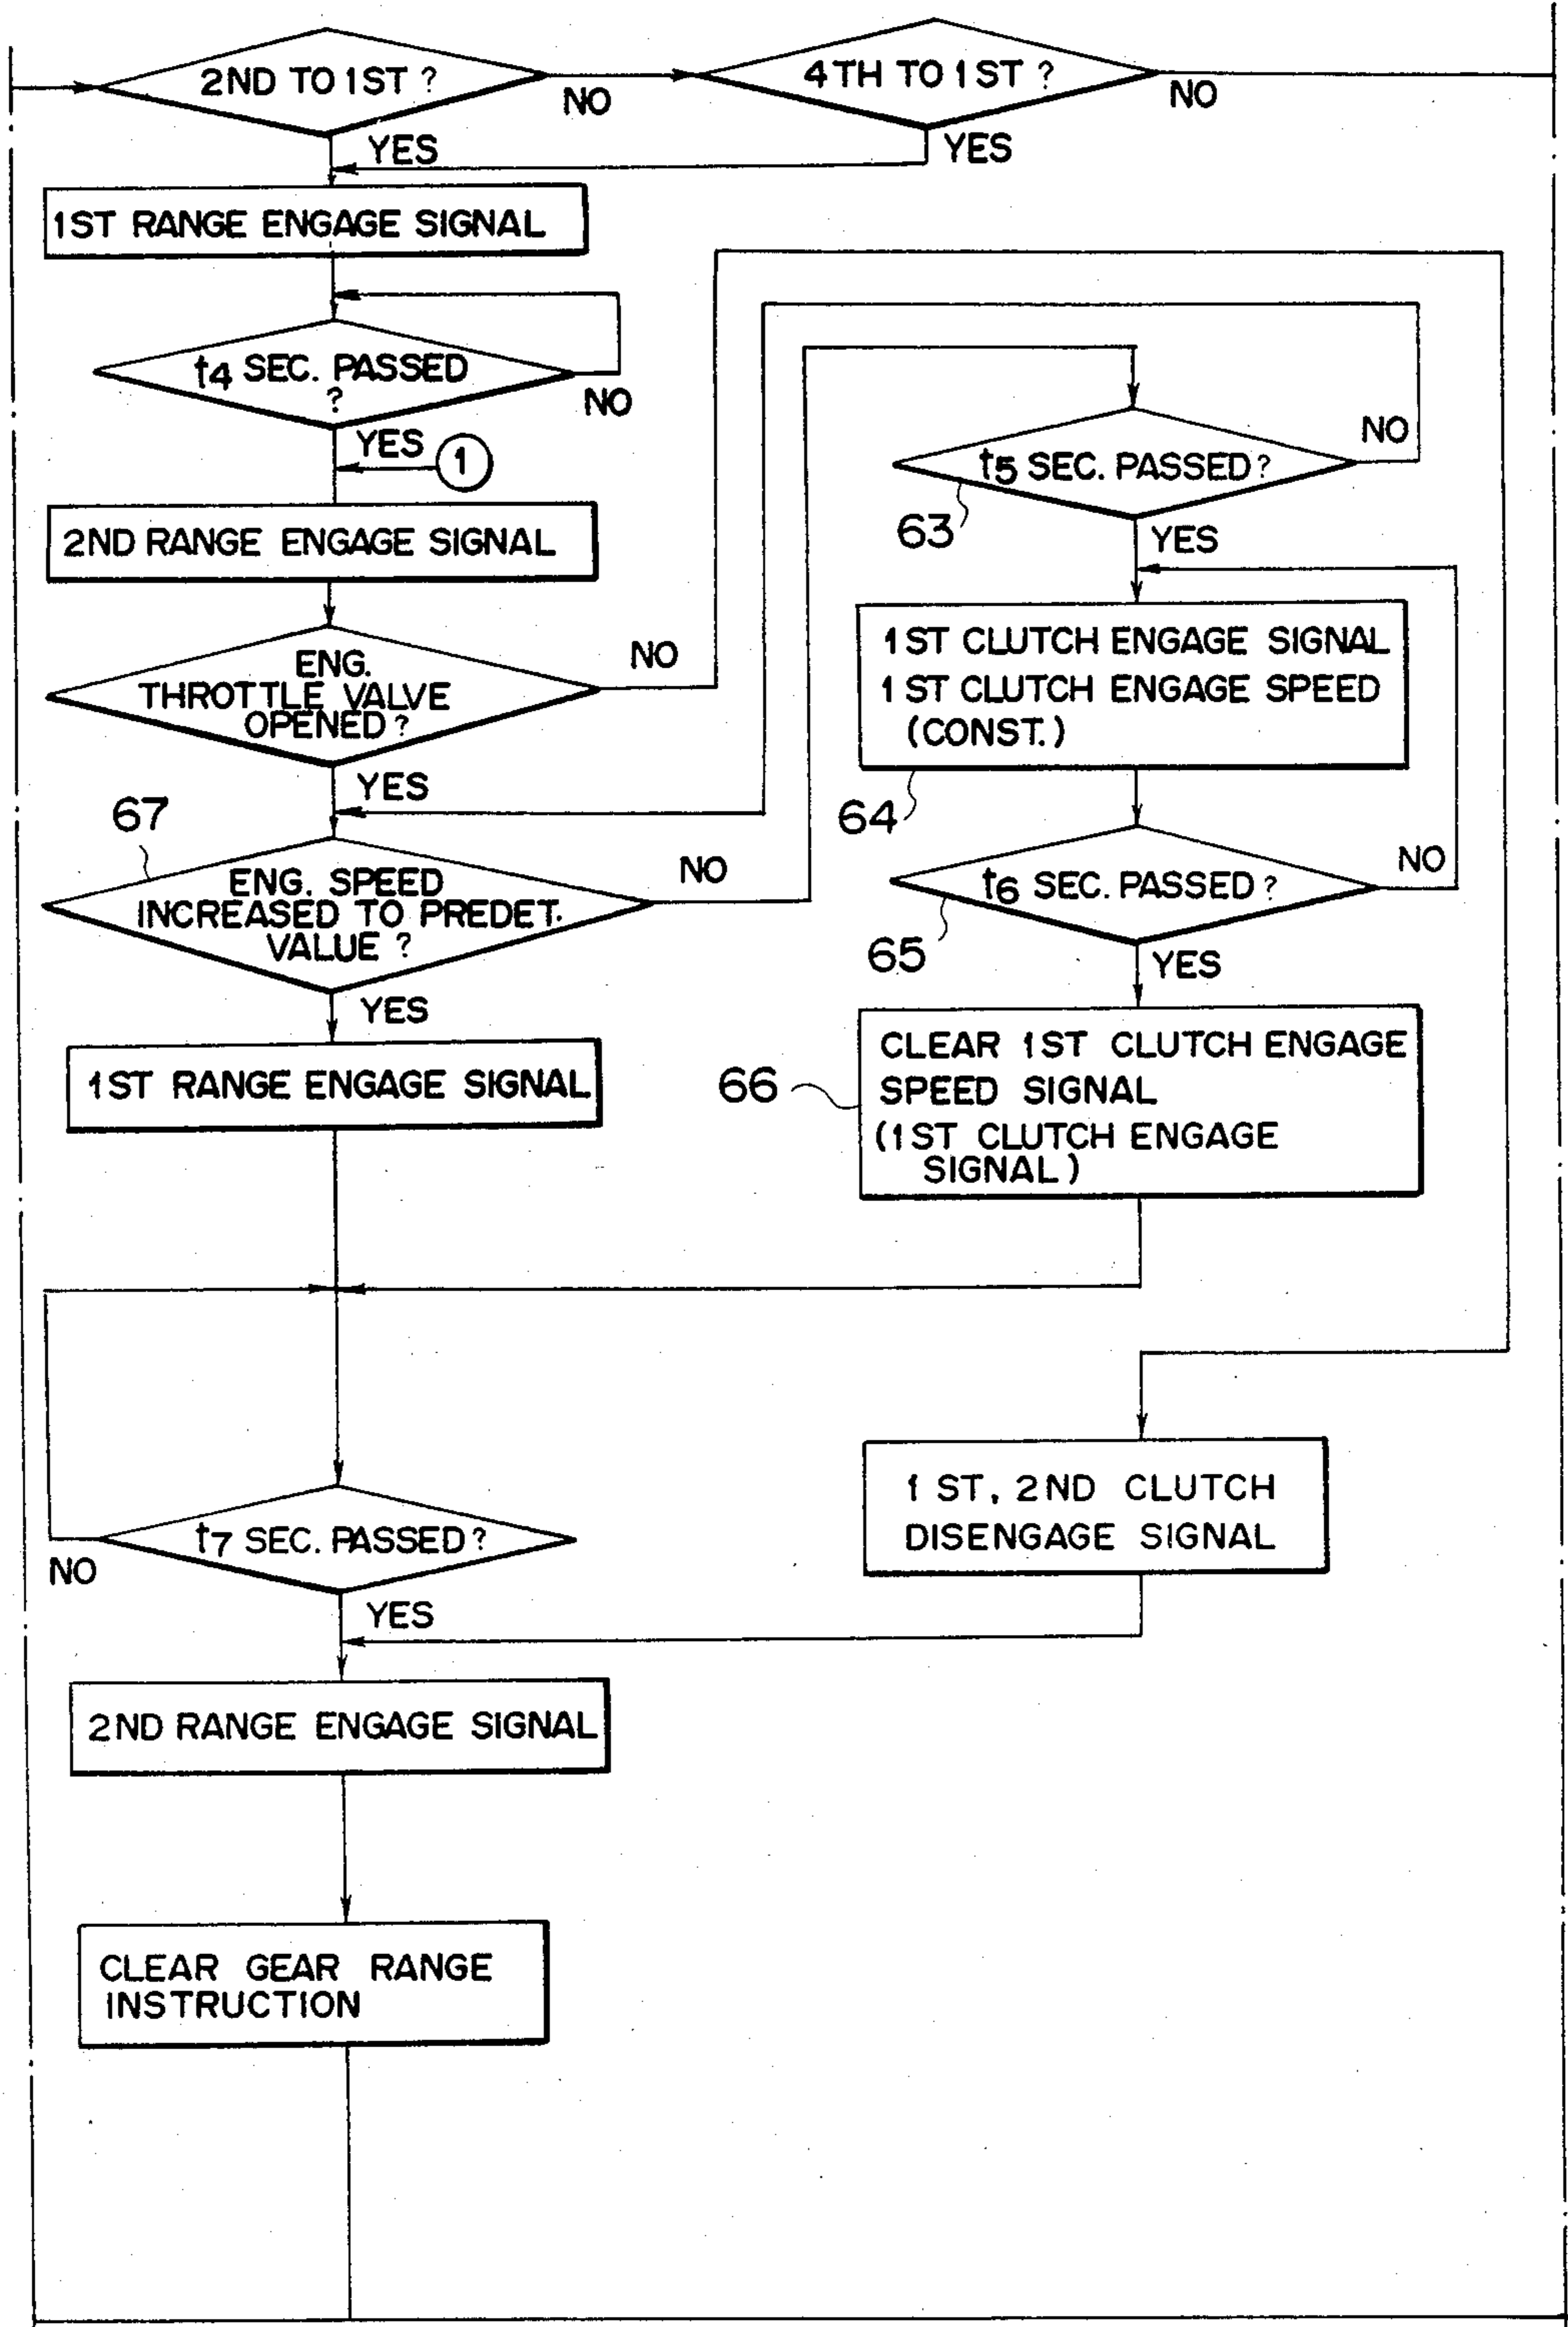 2ND TO 1ST ?
NO
4TH TO 1ST ?
NO
YES
YES
1ST RANGE ENGAGE SIGNAL
t4 SEC. PASSED
?
NO
YES
1
2ND RANGE ENGAGE SIGNAL
ENG.
THROTTLE VALVE
OPENED ?
NO
YES
67
ENG. SPEED
INCREASED TO PREDET.
VALUE ?
NO
YES
1ST RANGE ENGAGE SIGNAL
t5 SEC. PASSED ?
NO
63
YES
1ST CLUTCH ENGAGE SIGNAL
1ST CLUTCH ENGAGE SPEED
(CONST.)
64
t6 SEC. PASSED ?
NO
65
YES
CLEAR 1ST CLUTCH ENGAGE
SPEED SIGNAL
(1ST CLUTCH ENGAGE
SIGNAL)
66
t7 SEC. PASSED ?
NO
YES
1 ST, 2ND CLUTCH
DISENGAGE SIGNAL
2ND RANGE ENGAGE SIGNAL
CLEAR GEAR RANGE
INSTRUCTION